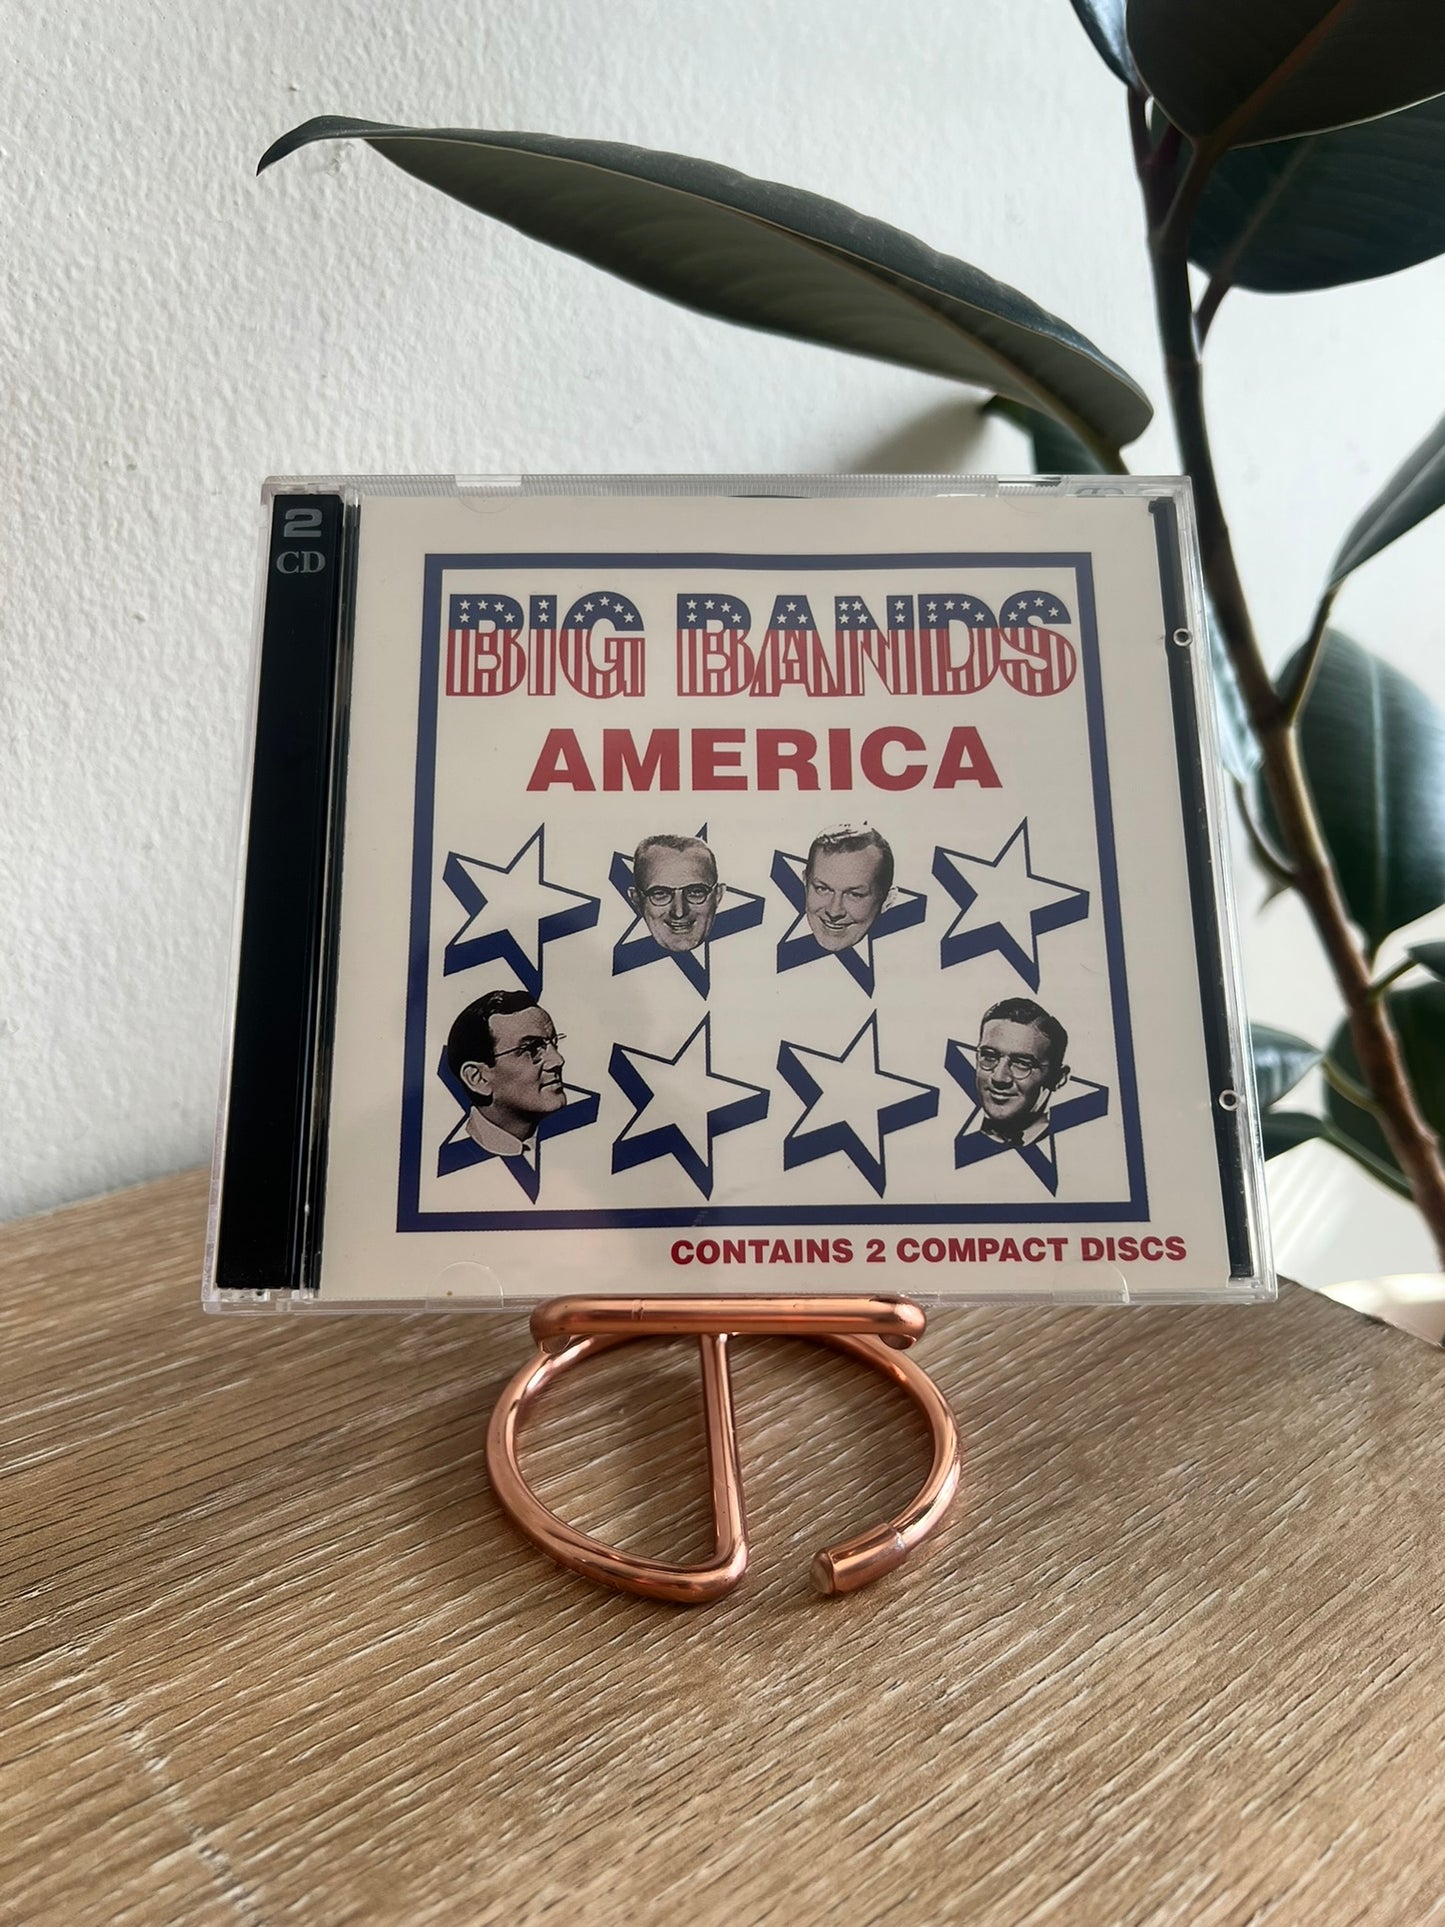 2
CD
BIG BANDS
AMERICA
CONTAINS 2 COMPACT DISCS